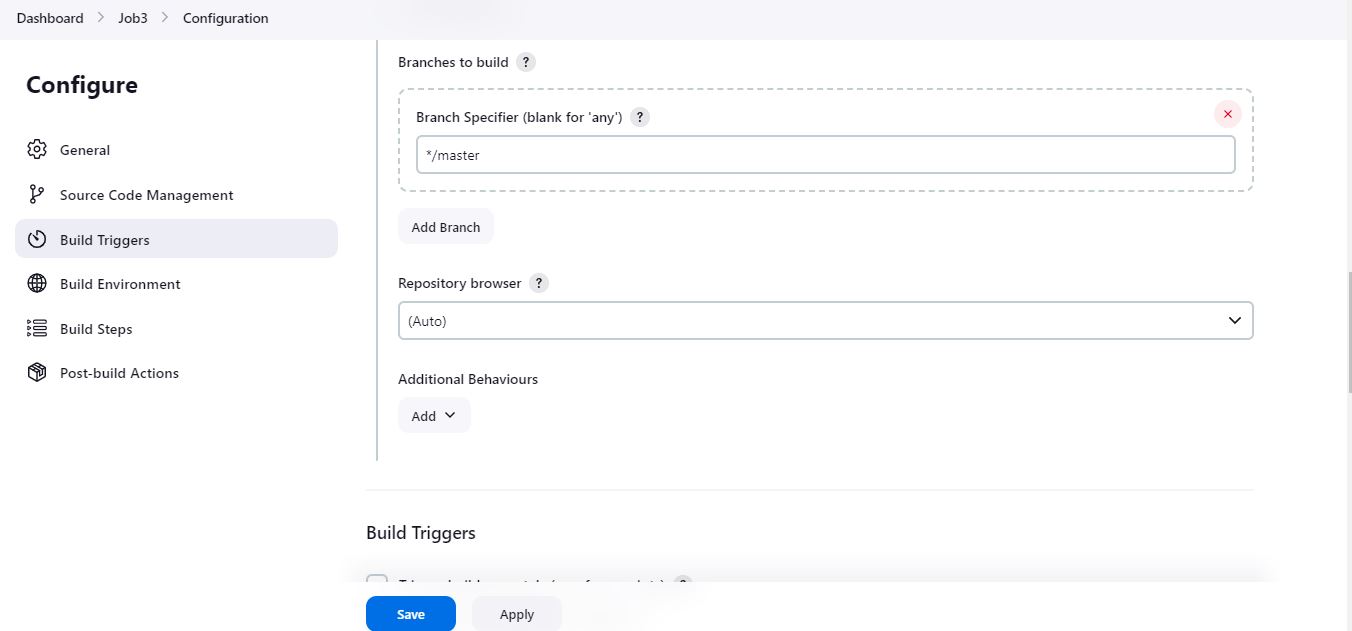 Dashboard > Job3 > Configuration
Configure
General
Source Code Management
Build Triggers
Build Environment
Build Steps
Post-build Actions
Branches to build ?
Branch Specifier (blank for 'any') ?
*/master
Add Branch
Repository browser ?
(Auto)
Additional Behaviours
Add
Build Triggers
Save
Apply